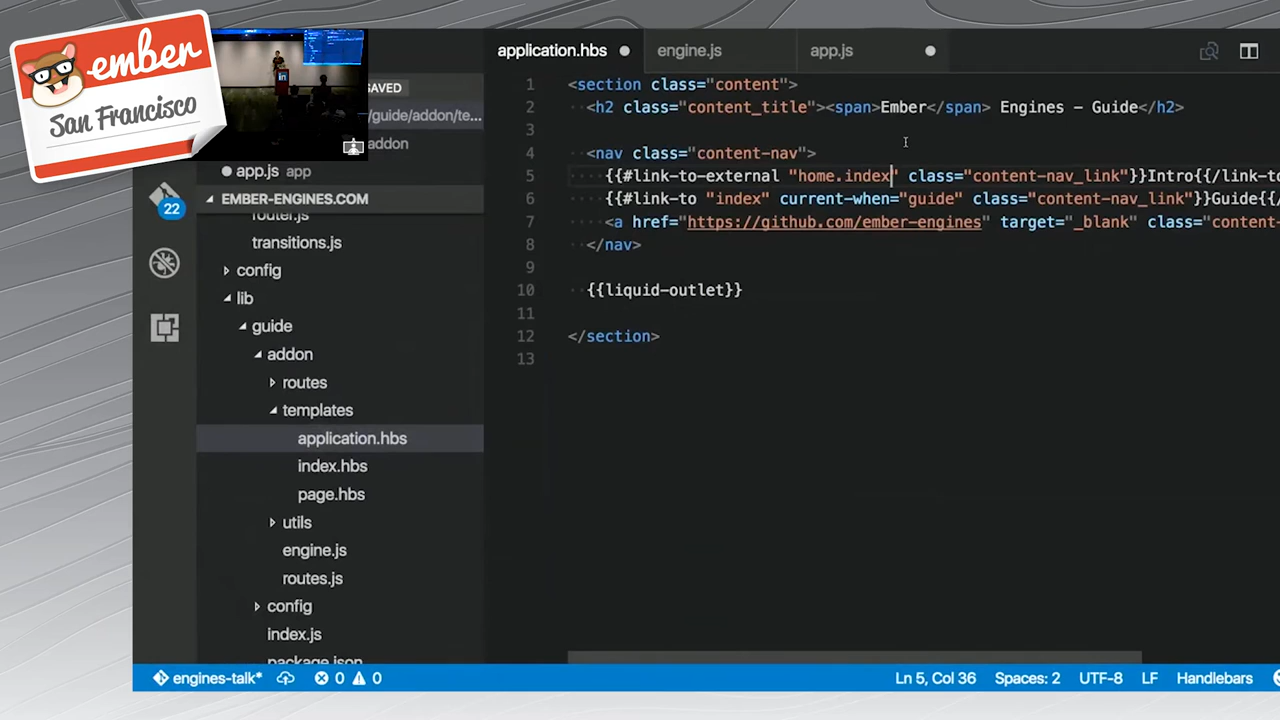 ember
San Francisco
in
SAVED
/guide/addon/te...
addon
app.js app
22
EMBER-ENGINES.COM
router.js
transitions.js
config
lib
guide
addon
routes
templates
application.hbs
index.hbs
page.hbs
utils
engine.js
routes.js
config
index.js
package.json
application.hbs
engine.js
app.js
1 <section class="content">
2 <h2 class="content_title"><span>Ember</span> Engines – Guide</h2>
3
4 <nav class="content-nav">
5 {{#link-to-external "home.index" class="content-nav_link"}}Intro{{/link-to
6 {{#link-to "index" current-when="guide" class="content-nav_link"}}Guide{{/
7 <a href="https://github.com/ember-engines" target="_blank" class="content-
8 </nav>
9
10 {{liquid-outlet}}
11
12 </section>
13
engines-talk* 0 0 Ln 5, Col 36 Spaces: 2 UTF-8 LF Handlebars